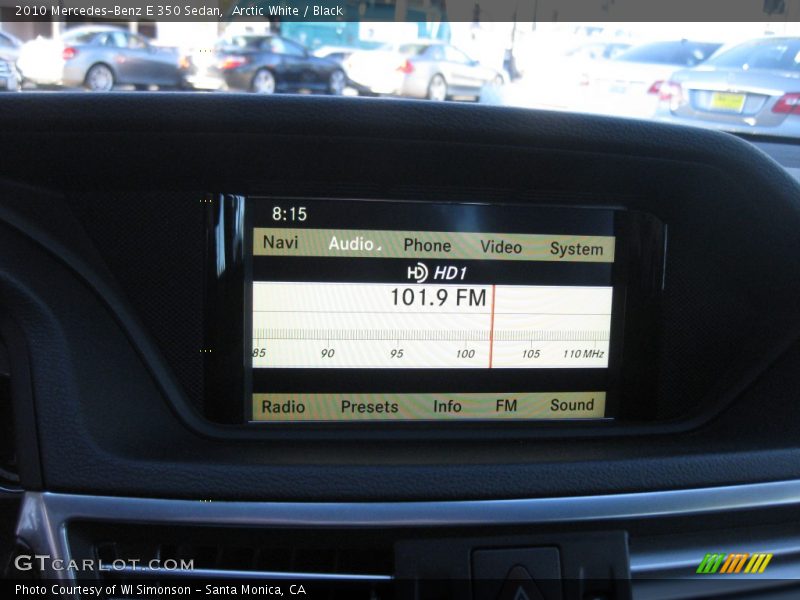 2010 Mercedes-Benz E 350 Sedan,  Arctic White / Black
8:15
Navi Audio Phone Video System
HD HD1
101.9 FM
85 90 95 100 105 110 MHz
Radio Presets Info FM Sound
GTCARLOT.COM
Photo Courtesy of WI Simonson - Santa Monica, CA